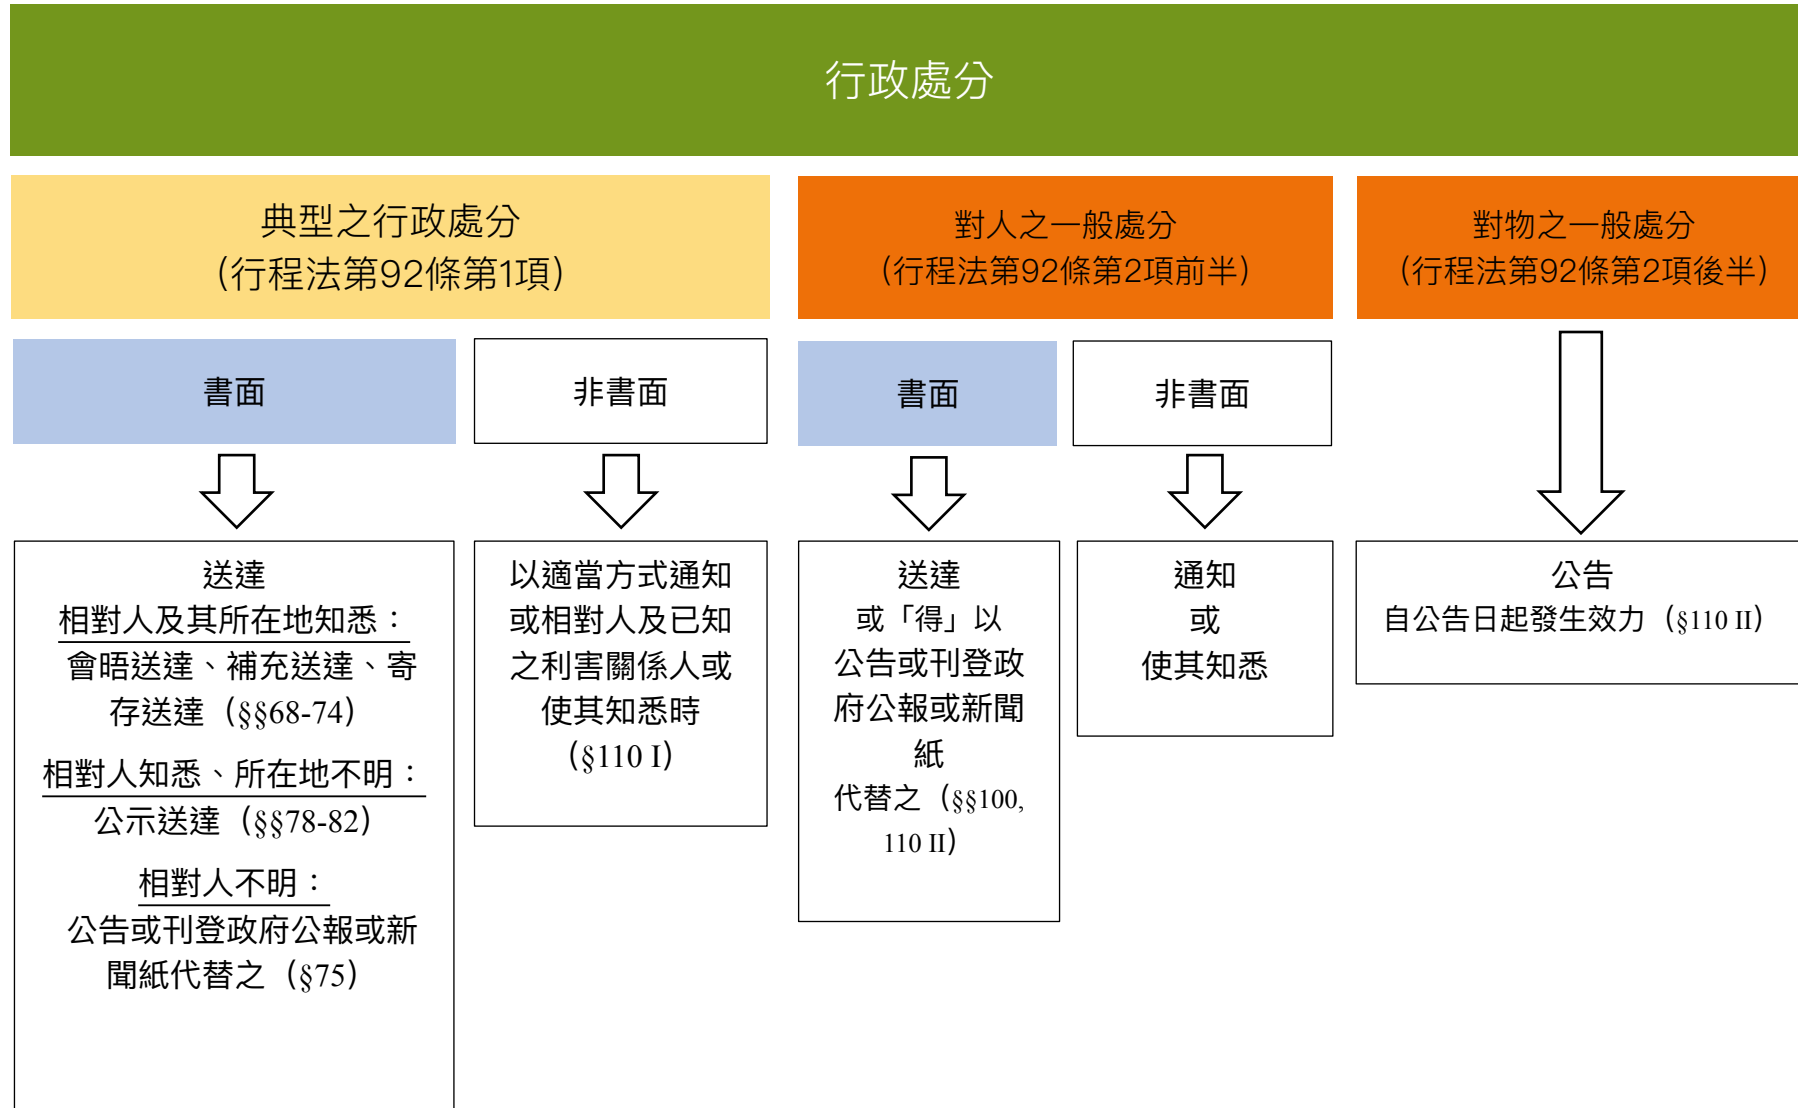 行政處分
典型之行政處分
（行程法第92條第1項）
對人之一般處分
（行程法第92條第2項前半）
對物之一般處分
（行程法第92條第2項後半）
書面
非書面
書面
非書面
送達
相對人及其所在地知悉：
會晤送達、補充送達、寄
存送達（§§68-74）
相對人知悉、所在地不明：
公示送達（§§78-82）
相對人不明：
公告或刊登政府公報或新
聞紙代替之（§75）
以適當方式通知
或相對人及已知
之利害關係人或
使其知悉時
（§110 I）
送達
或「得」以
公告或刊登政
府公報或新聞
紙
代替之（§§100,
110 II）
通知
或
使其知悉
公告
自公告日起發生效力（§110 II）